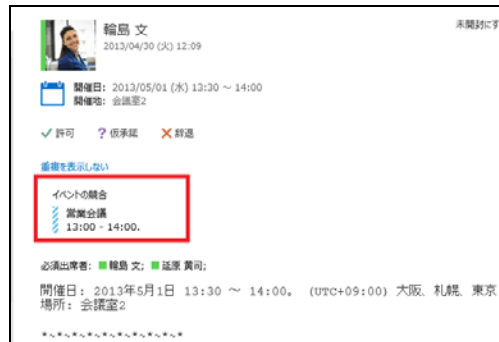 輪島 文
未開封にす
2013/04/30 (火) 12:09
開催日: 2013/05/01 (水) 13:30 ～ 14:00
開催地: 会議室2
✓ 許可 ? 仮承諾 ✕ 辞退
重複を表示しない
イベントの競合
営業会議
13:00 - 14:00.
必須出席者: ■ 輪島 文; ■ 延原 黄司;
開催日: 2013年5月1日 13:30 ～ 14:00。 (UTC+09:00) 大阪、札幌、東京
場所: 会議室2
*~*~*~*~*~*~*~*~*~*